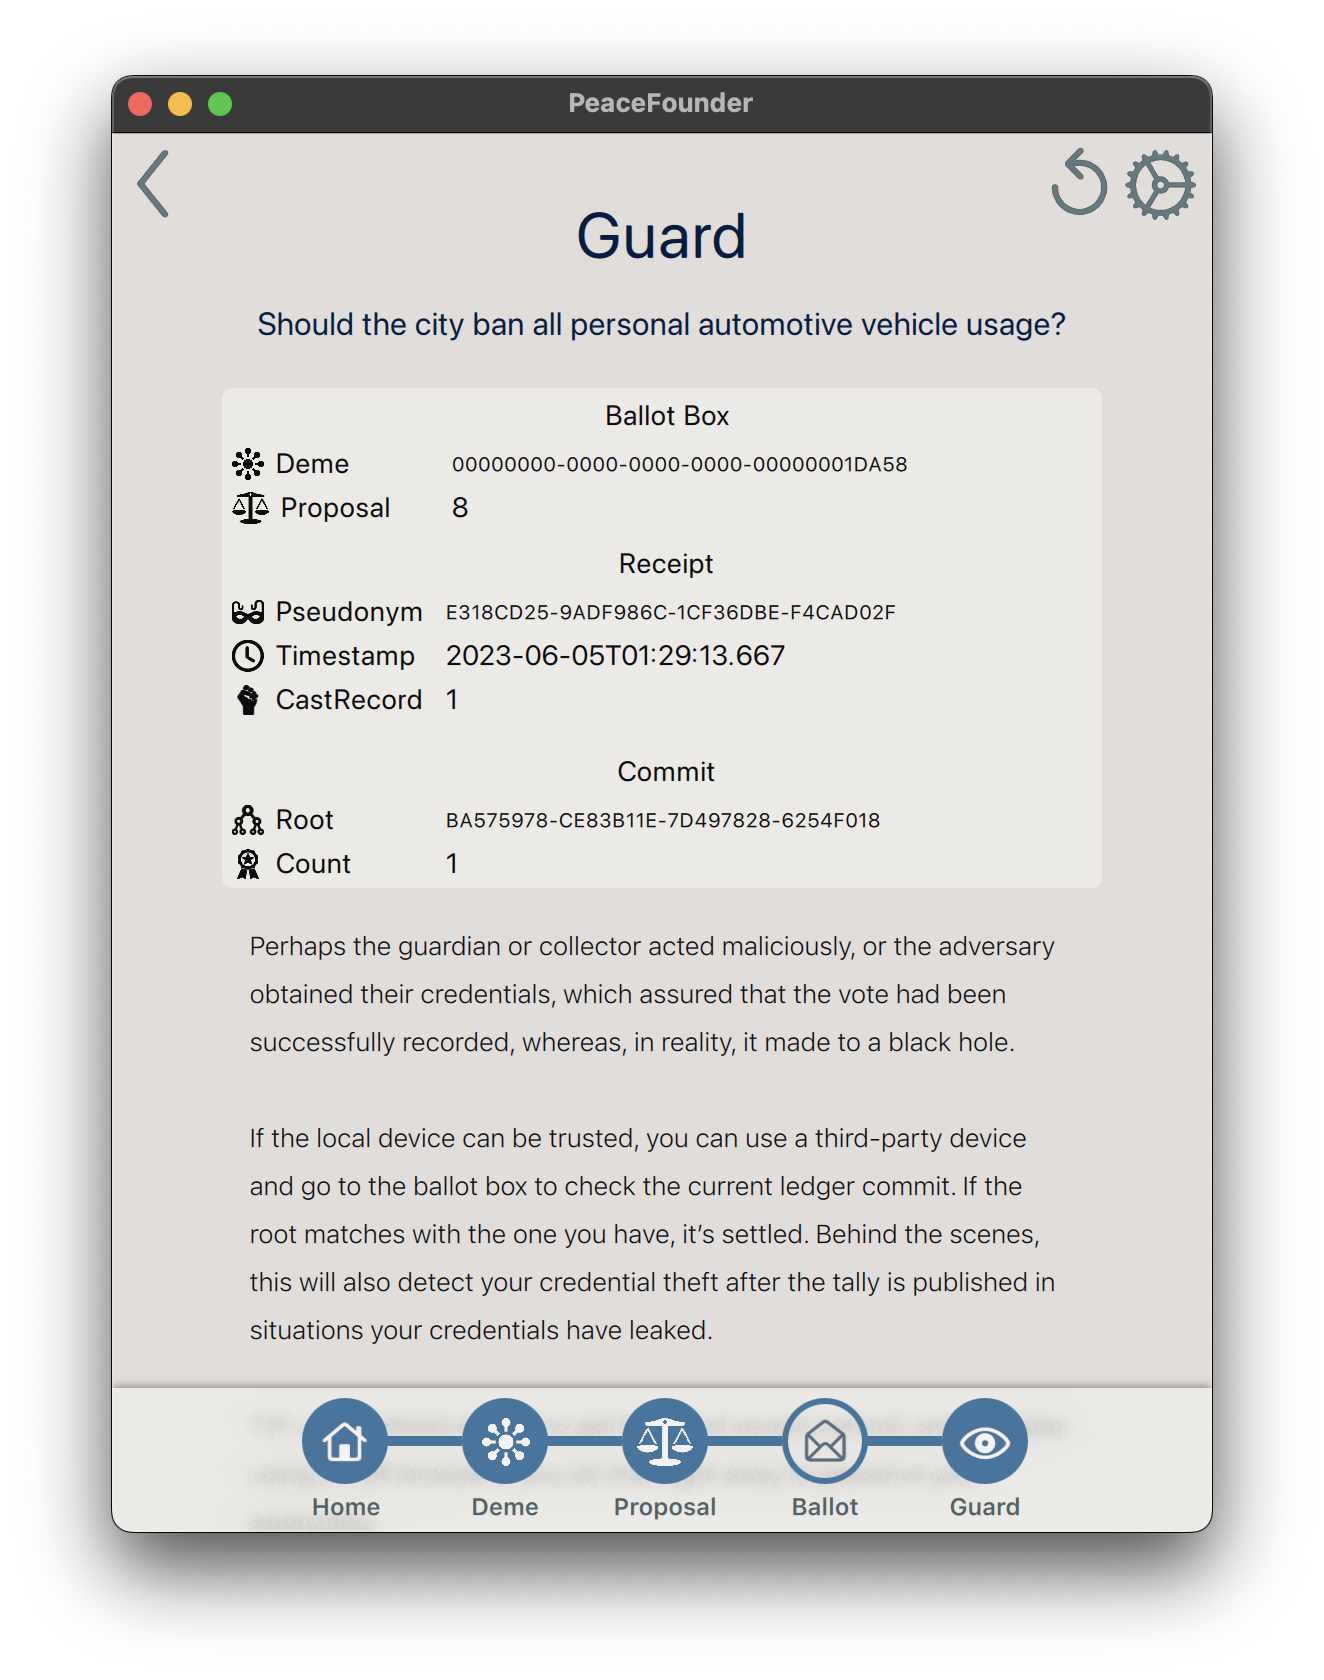 PeaceFounder
Guard
Should the city ban all personal automotive vehicle usage?
Ballot Box
Deme 00000000-0000-0000-0000-00000001DA58
Proposal 8
Receipt
Pseudonym E318CD25-9ADF986C-1CF36DBE-F4CAD02F
Timestamp 2023-06-05T01:29:13.667
CastRecord 1
Commit
Root BA575978-CE83B11E-7D497828-6254F018
Count 1
Perhaps the guardian or collector acted maliciously, or the adversary
obtained their credentials, which assured that the vote had been
successfully recorded, whereas, in reality, it made to a black hole.
If the local device can be trusted, you can use a third-party device
and go to the ballot box to check the current ledger commit. If the
root matches with the one you have, it’s settled. Behind the scenes,
this will also detect your credential theft after the tally is published in
situations your credentials have leaked.
Home Deme Proposal Ballot Guard